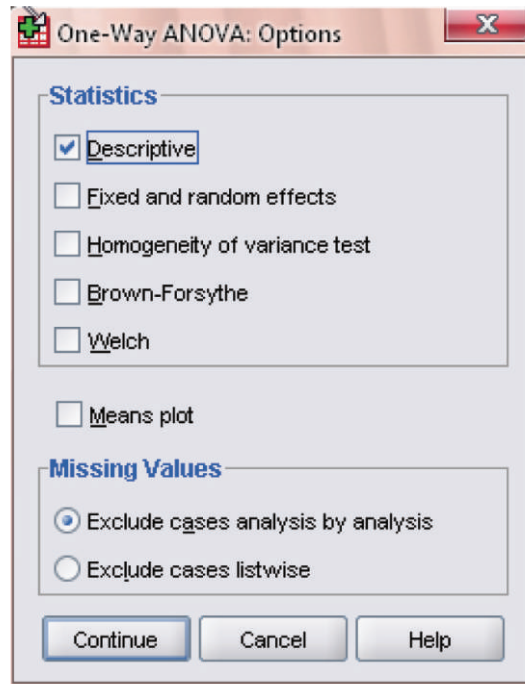 One-Way ANOVA: Options
Statistics
Descriptive
Fixed and random effects
Homogeneity of variance test
Brown-Forsythe
Welch
Means plot
Missing Values
Exclude cases analysis by analysis
Exclude cases listwise
Continue Cancel Help